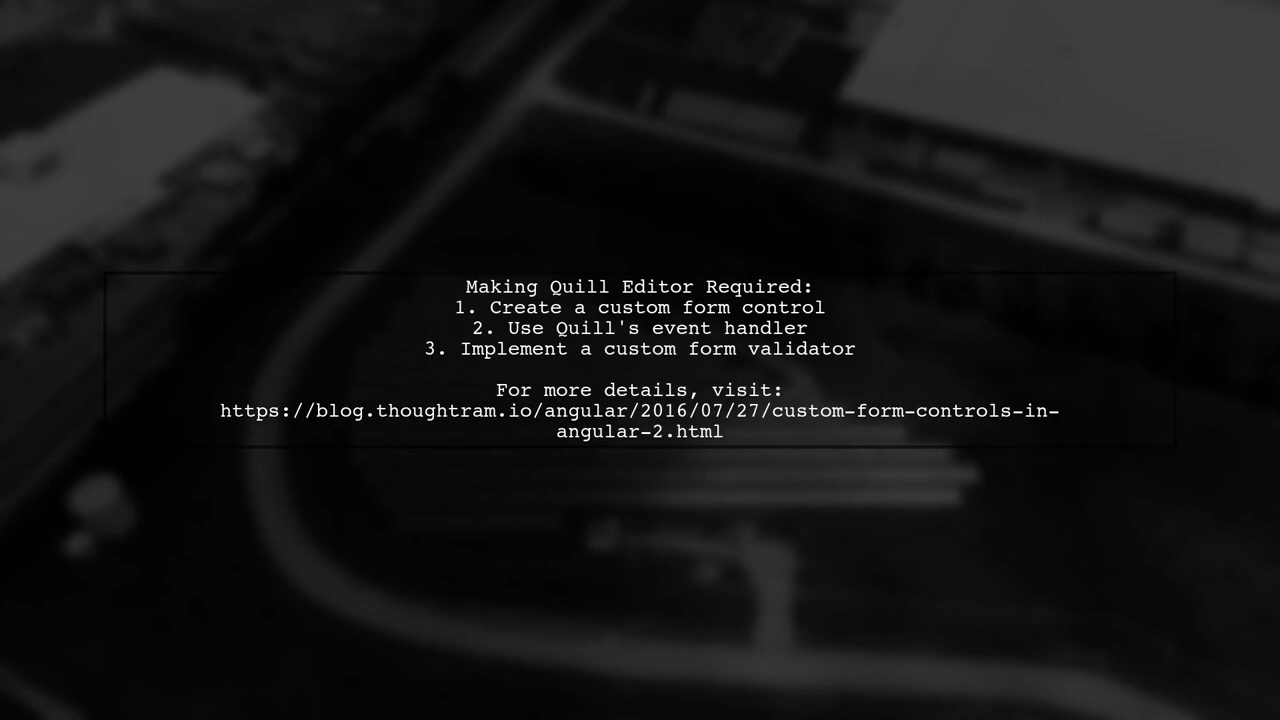 Making Quill Editor Required:
1. Create a custom form control
2. Use Quill's event handler
3. Implement a custom form validator
For more details, visit:
https://blog.thoughtram.io/angular/2016/07/27/custom-form-controls-in-
angular-2.html